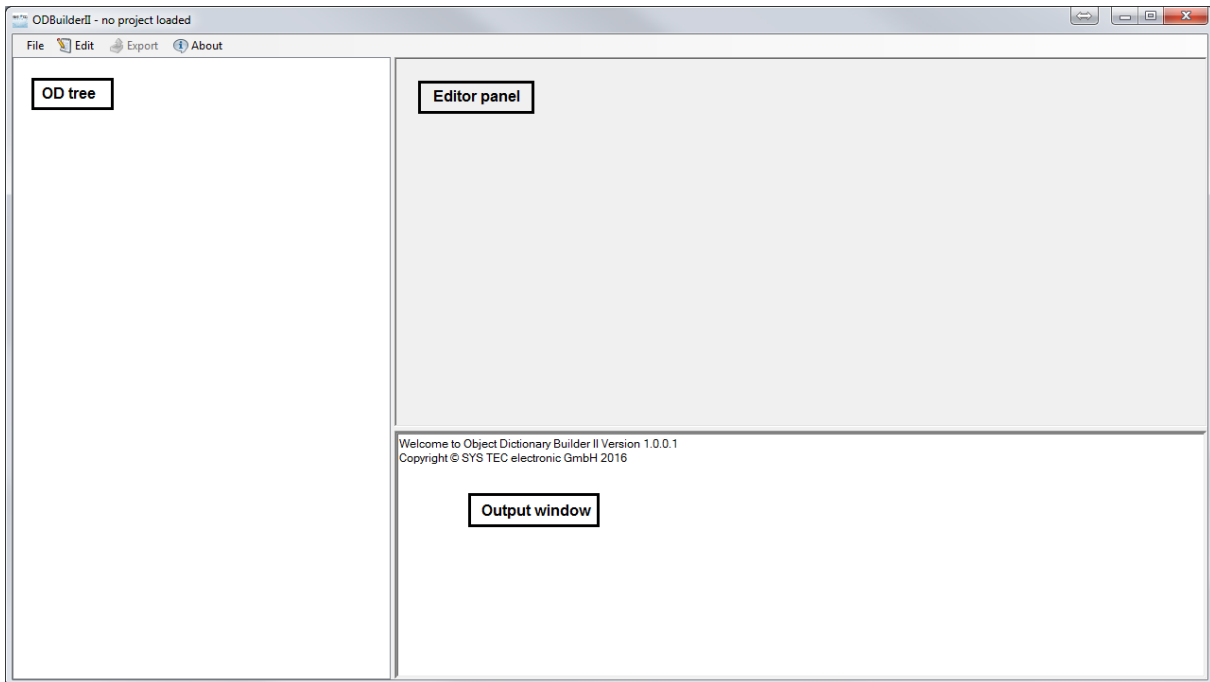 ODBuilderII - no project loaded
File Edit Export About
OD tree
Editor panel
Welcome to Object Dictionary Builder II Version 1.0.0.1
Copyright © SYS TEC electronic GmbH 2016
Output window